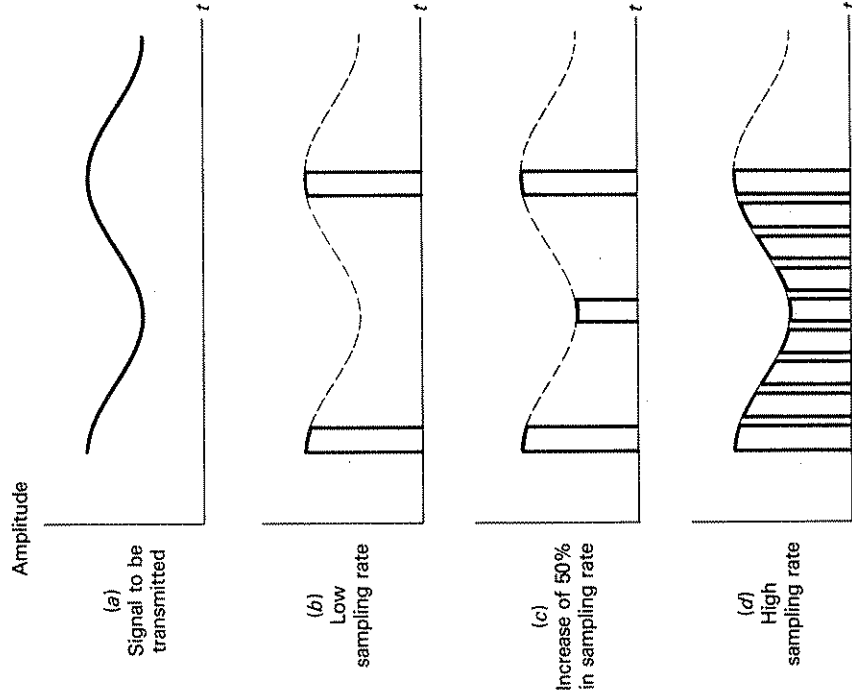 Amplitude
t
(a)
Signal to be
transmitted
t
(b)
Low
sampling rate
t
(c)
Increase of 50%
in sampling rate
t
(d)
High
sampling rate